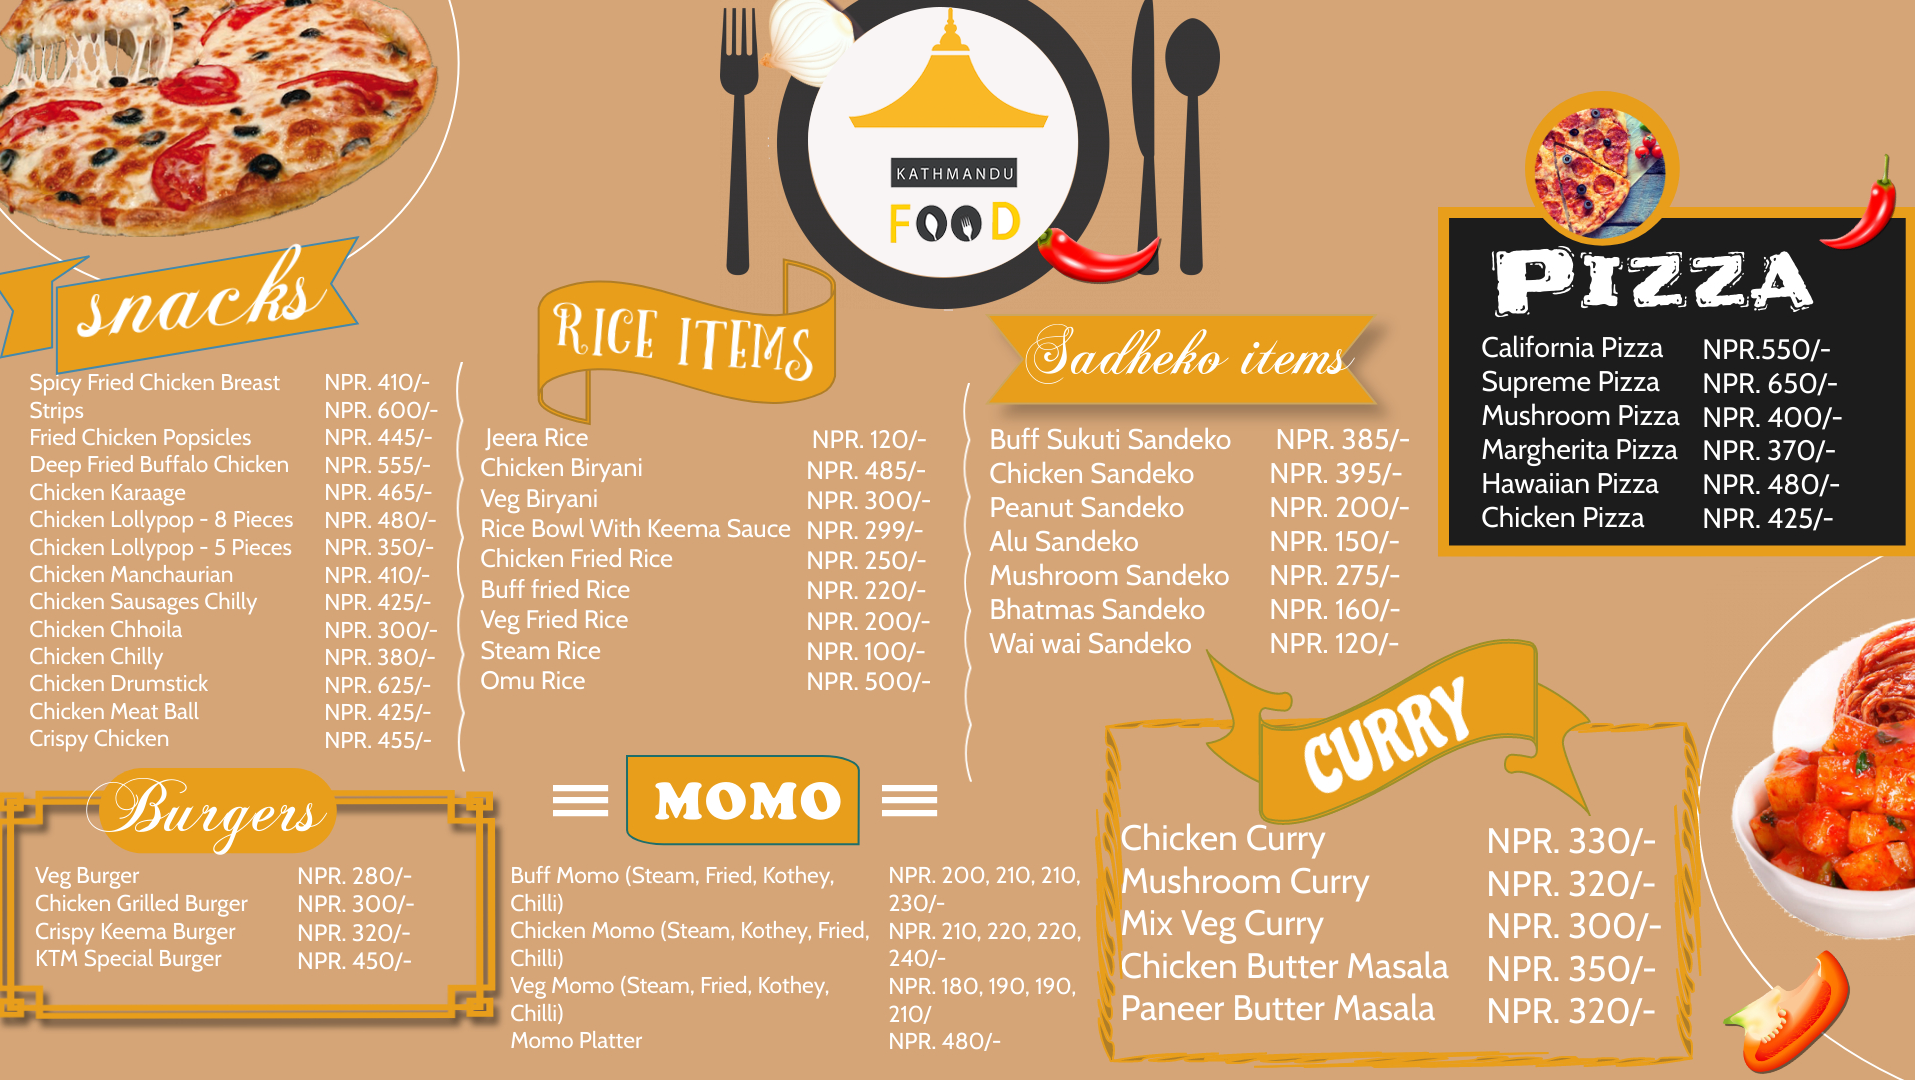 KATHMANDU
FOOD
snacks
Spicy Fried Chicken Breast NPR. 410/-
Strips NPR. 600/-
Fried Chicken Popsicles NPR. 445/-
Deep Fried Buffalo Chicken NPR. 555/-
Chicken Karaage NPR. 465/-
Chicken Lollypop - 8 Pieces NPR. 480/-
Chicken Lollypop - 5 Pieces NPR. 350/-
Chicken Manchaurian NPR. 410/-
Chicken Sausages Chilly NPR. 425/-
Chicken Chhoila NPR. 300/-
Chicken Chilly NPR. 380/-
Chicken Drumstick NPR. 625/-
Chicken Meat Ball NPR. 425/-
Crispy Chicken NPR. 455/-
RICE ITEMS
Jeera Rice NPR. 120/-
Chicken Biryani NPR. 485/-
Veg Biryani NPR. 300/-
Rice Bowl With Keema Sauce NPR. 299/-
Chicken Fried Rice NPR. 250/-
Buff fried Rice NPR. 220/-
Veg Fried Rice NPR. 200/-
Steam Rice NPR. 100/-
Omu Rice NPR. 500/-
Sadheko items
Buff Sukuti Sandeko NPR. 385/-
Chicken Sandeko NPR. 395/-
Peanut Sandeko NPR. 200/-
Alu Sandeko NPR. 150/-
Mushroom Sandeko NPR. 275/-
Bhatmas Sandeko NPR. 160/-
Wai wai Sandeko NPR. 120/-
PIZZA
California Pizza NPR.550/-
Supreme Pizza NPR. 650/-
Mushroom Pizza NPR. 400/-
Margherita Pizza NPR. 370/-
Hawaiian Pizza NPR. 480/-
Chicken Pizza NPR. 425/-
Burgers
Veg Burger NPR. 280/-
Chicken Grilled Burger NPR. 300/-
Crispy Keema Burger NPR. 320/-
KTM Special Burger NPR. 450/-
MOMO
Buff Momo (Steam, Fried, Kothey, NPR. 200, 210, 210,
Chilli) 230/-
Chicken Momo (Steam, Kothey, Fried, NPR. 210, 220, 220,
Chilli) 240/-
Veg Momo (Steam, Fried, Kothey, NPR. 180, 190, 190,
Chilli) 210/
Momo Platter NPR. 480/-
CURRY
Chicken Curry NPR. 330/-
Mushroom Curry NPR. 320/-
Mix Veg Curry NPR. 300/-
Chicken Butter Masala NPR. 350/-
Paneer Butter Masala NPR. 320/-